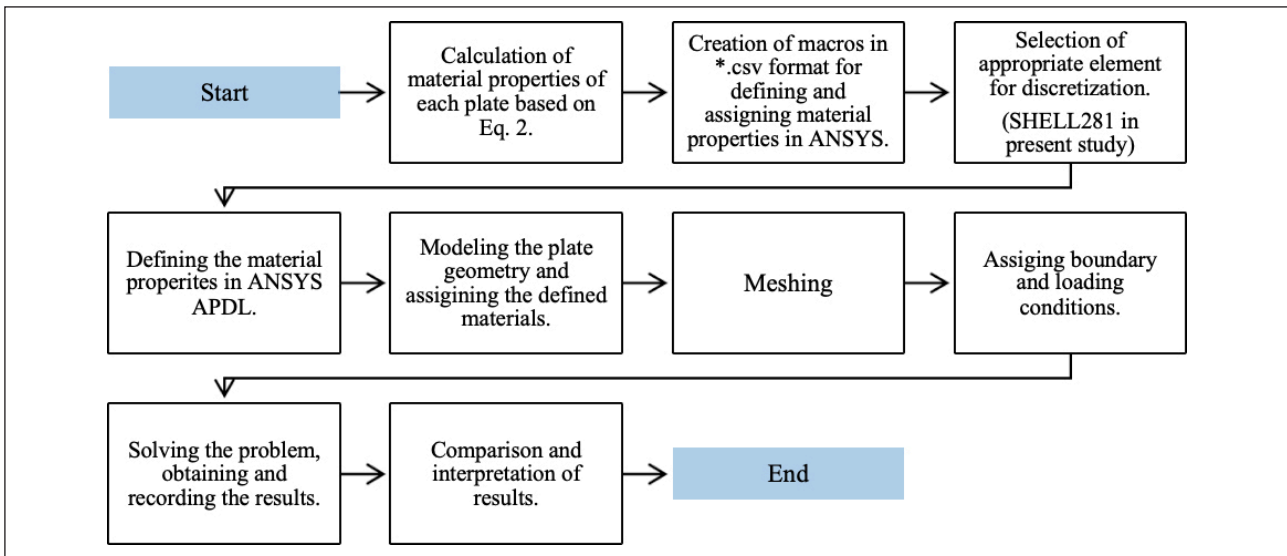 Start
Calculation of
material properties of
each plate based on
Eq. 2.
Creation of macros in
*.csv format for
defining and
assigning material
properties in ANSYS.
Selection of
appropriate element
for discretization.
(SHELL281 in
present study)
Defining the material
properites in ANSYS
APDL.
Modeling the plate
geometry and
assigining the defined
materials.
Meshing
Assiging boundary
and loading
conditions.
Solving the problem,
obtaining and
recording the results.
Comparison and
interpretation of
results.
End